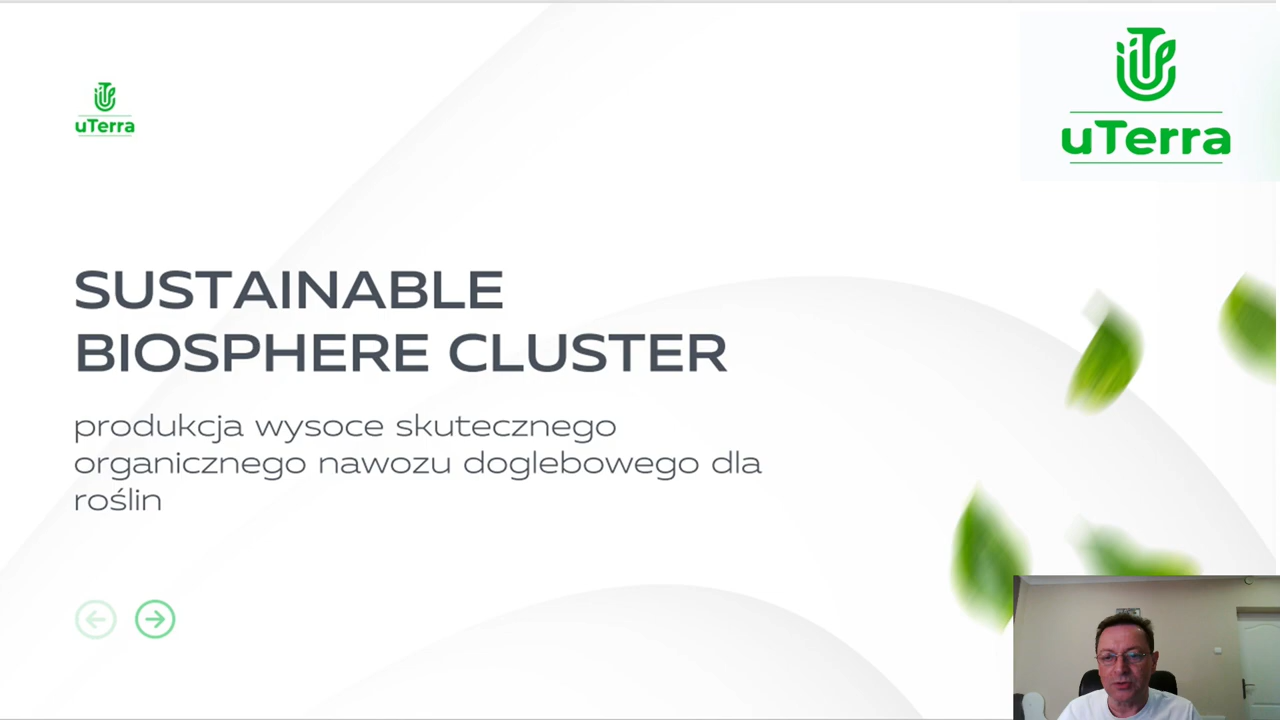 uTerra
uTerra
SUSTAINABLE
BIOSPHERE CLUSTER
produkcja wysoce skutecznego
organicznego nawozu doglebowego dla
roślin